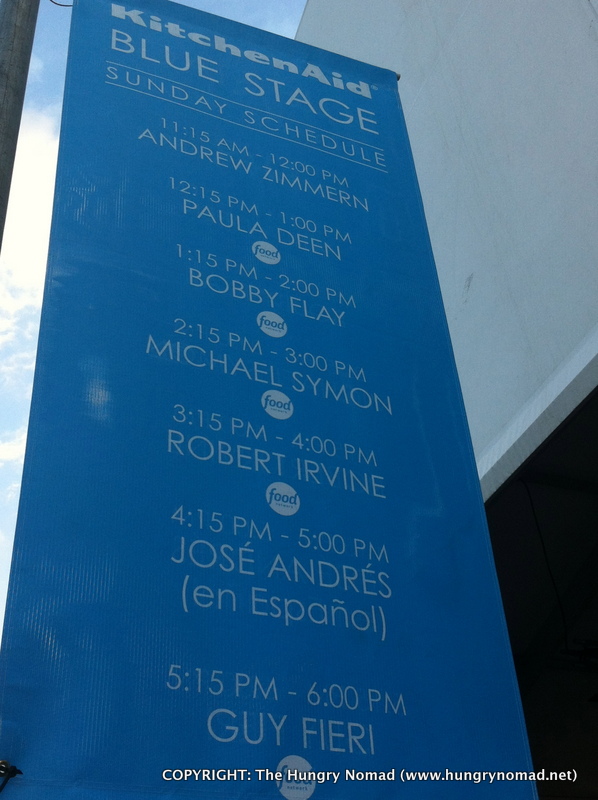 KitchenAid®
BLUE STAGE
SUNDAY SCHEDULE
11:15 AM - 12:00 PM
ANDREW ZIMMERN
12:15 PM - 1:00 PM
PAULA DEEN
food
1:15 PM - 2:00 PM
BOBBY FLAY
food
2:15 PM - 3:00 PM
MICHAEL SYMON
food
3:15 PM - 4:00 PM
ROBERT IRVINE
food
network
4:15 PM - 5:00 PM
JOSÉ ANDRÉS
(en Español)
5:15 PM - 6:00 PM
GUY FIERI
food
network
COPYRIGHT: The Hungry Nomad (www.hungrynomad.net)